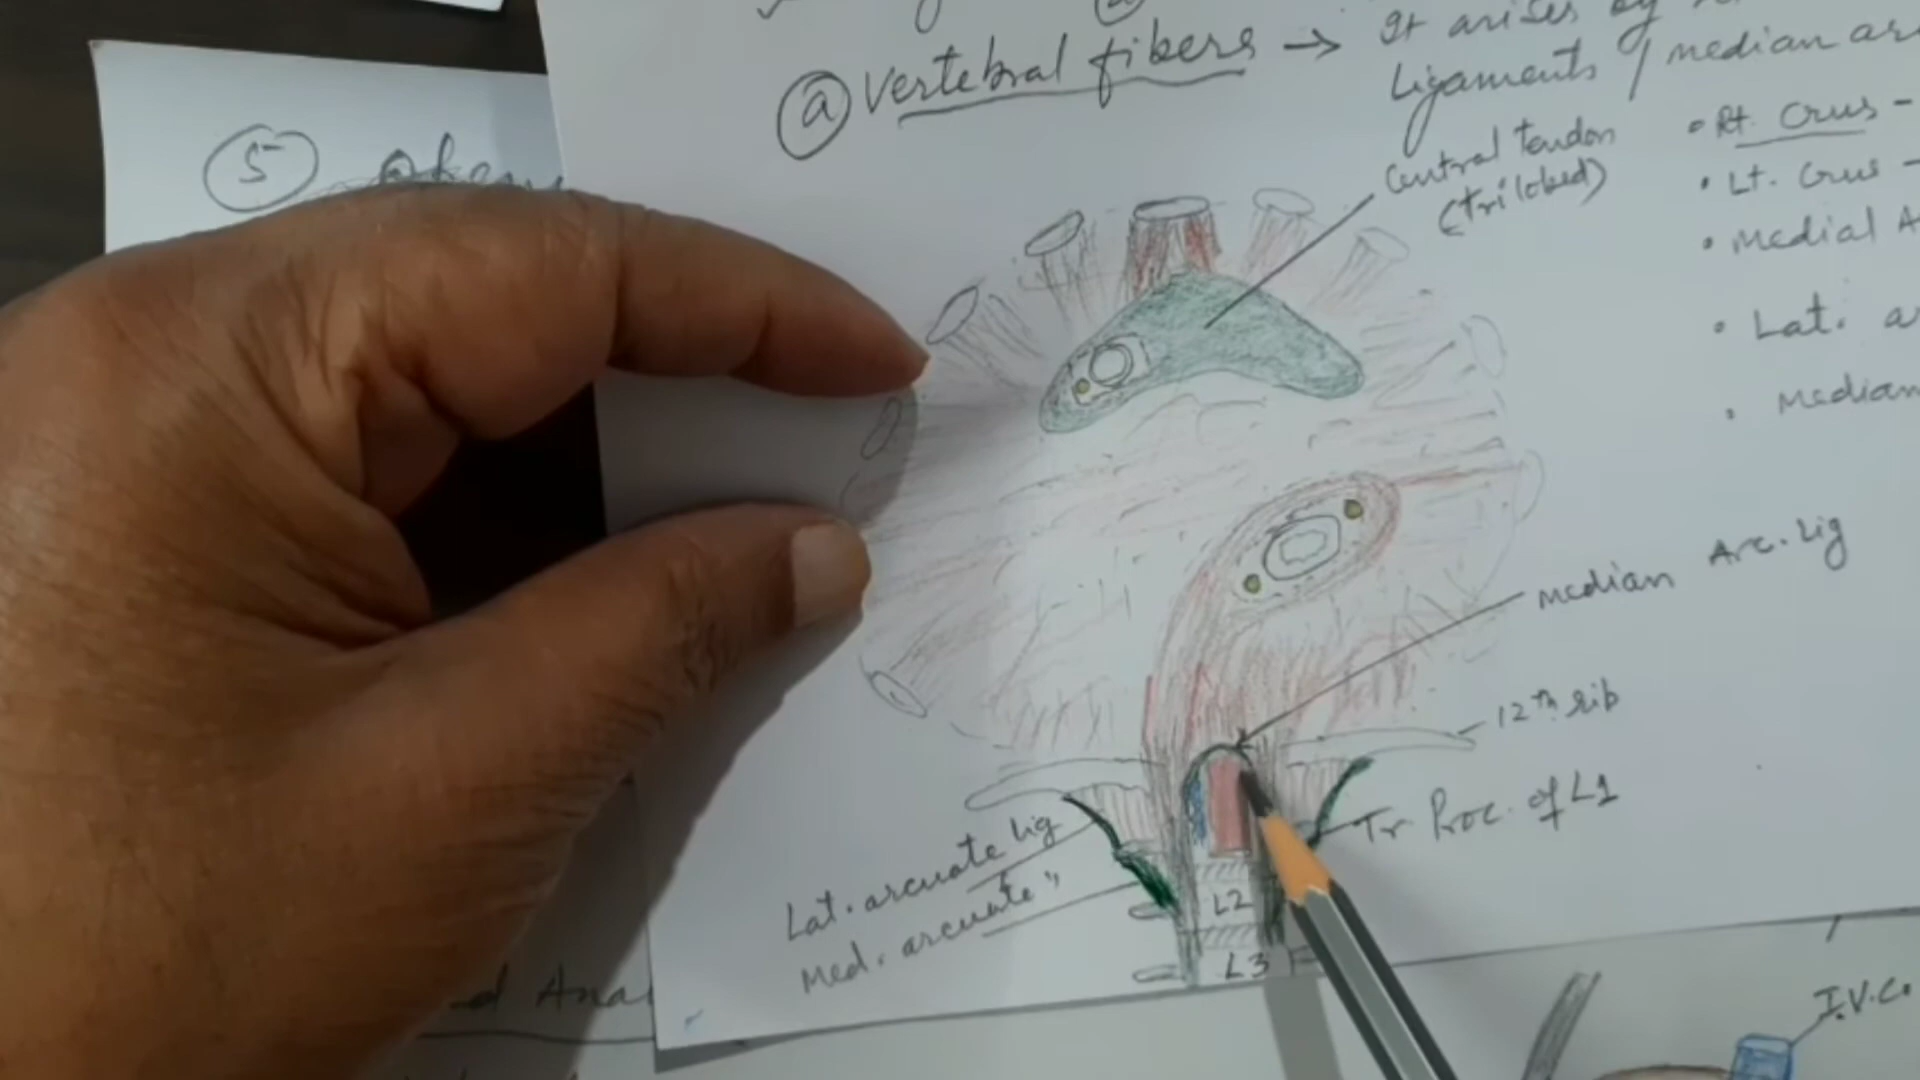 It arises by
(a) Vertebral fibers → Ligaments / median
• Rt. Crus -
• Lt. Crus -
• Medial A
• Lat. a
• Median
Central tendon
(trilobed)
5
Median Arc. Lig
12th rib
Tr Proc. of L1
Lat. arcuate lig
Med. arcuate "
L2
L3
I.V.C.